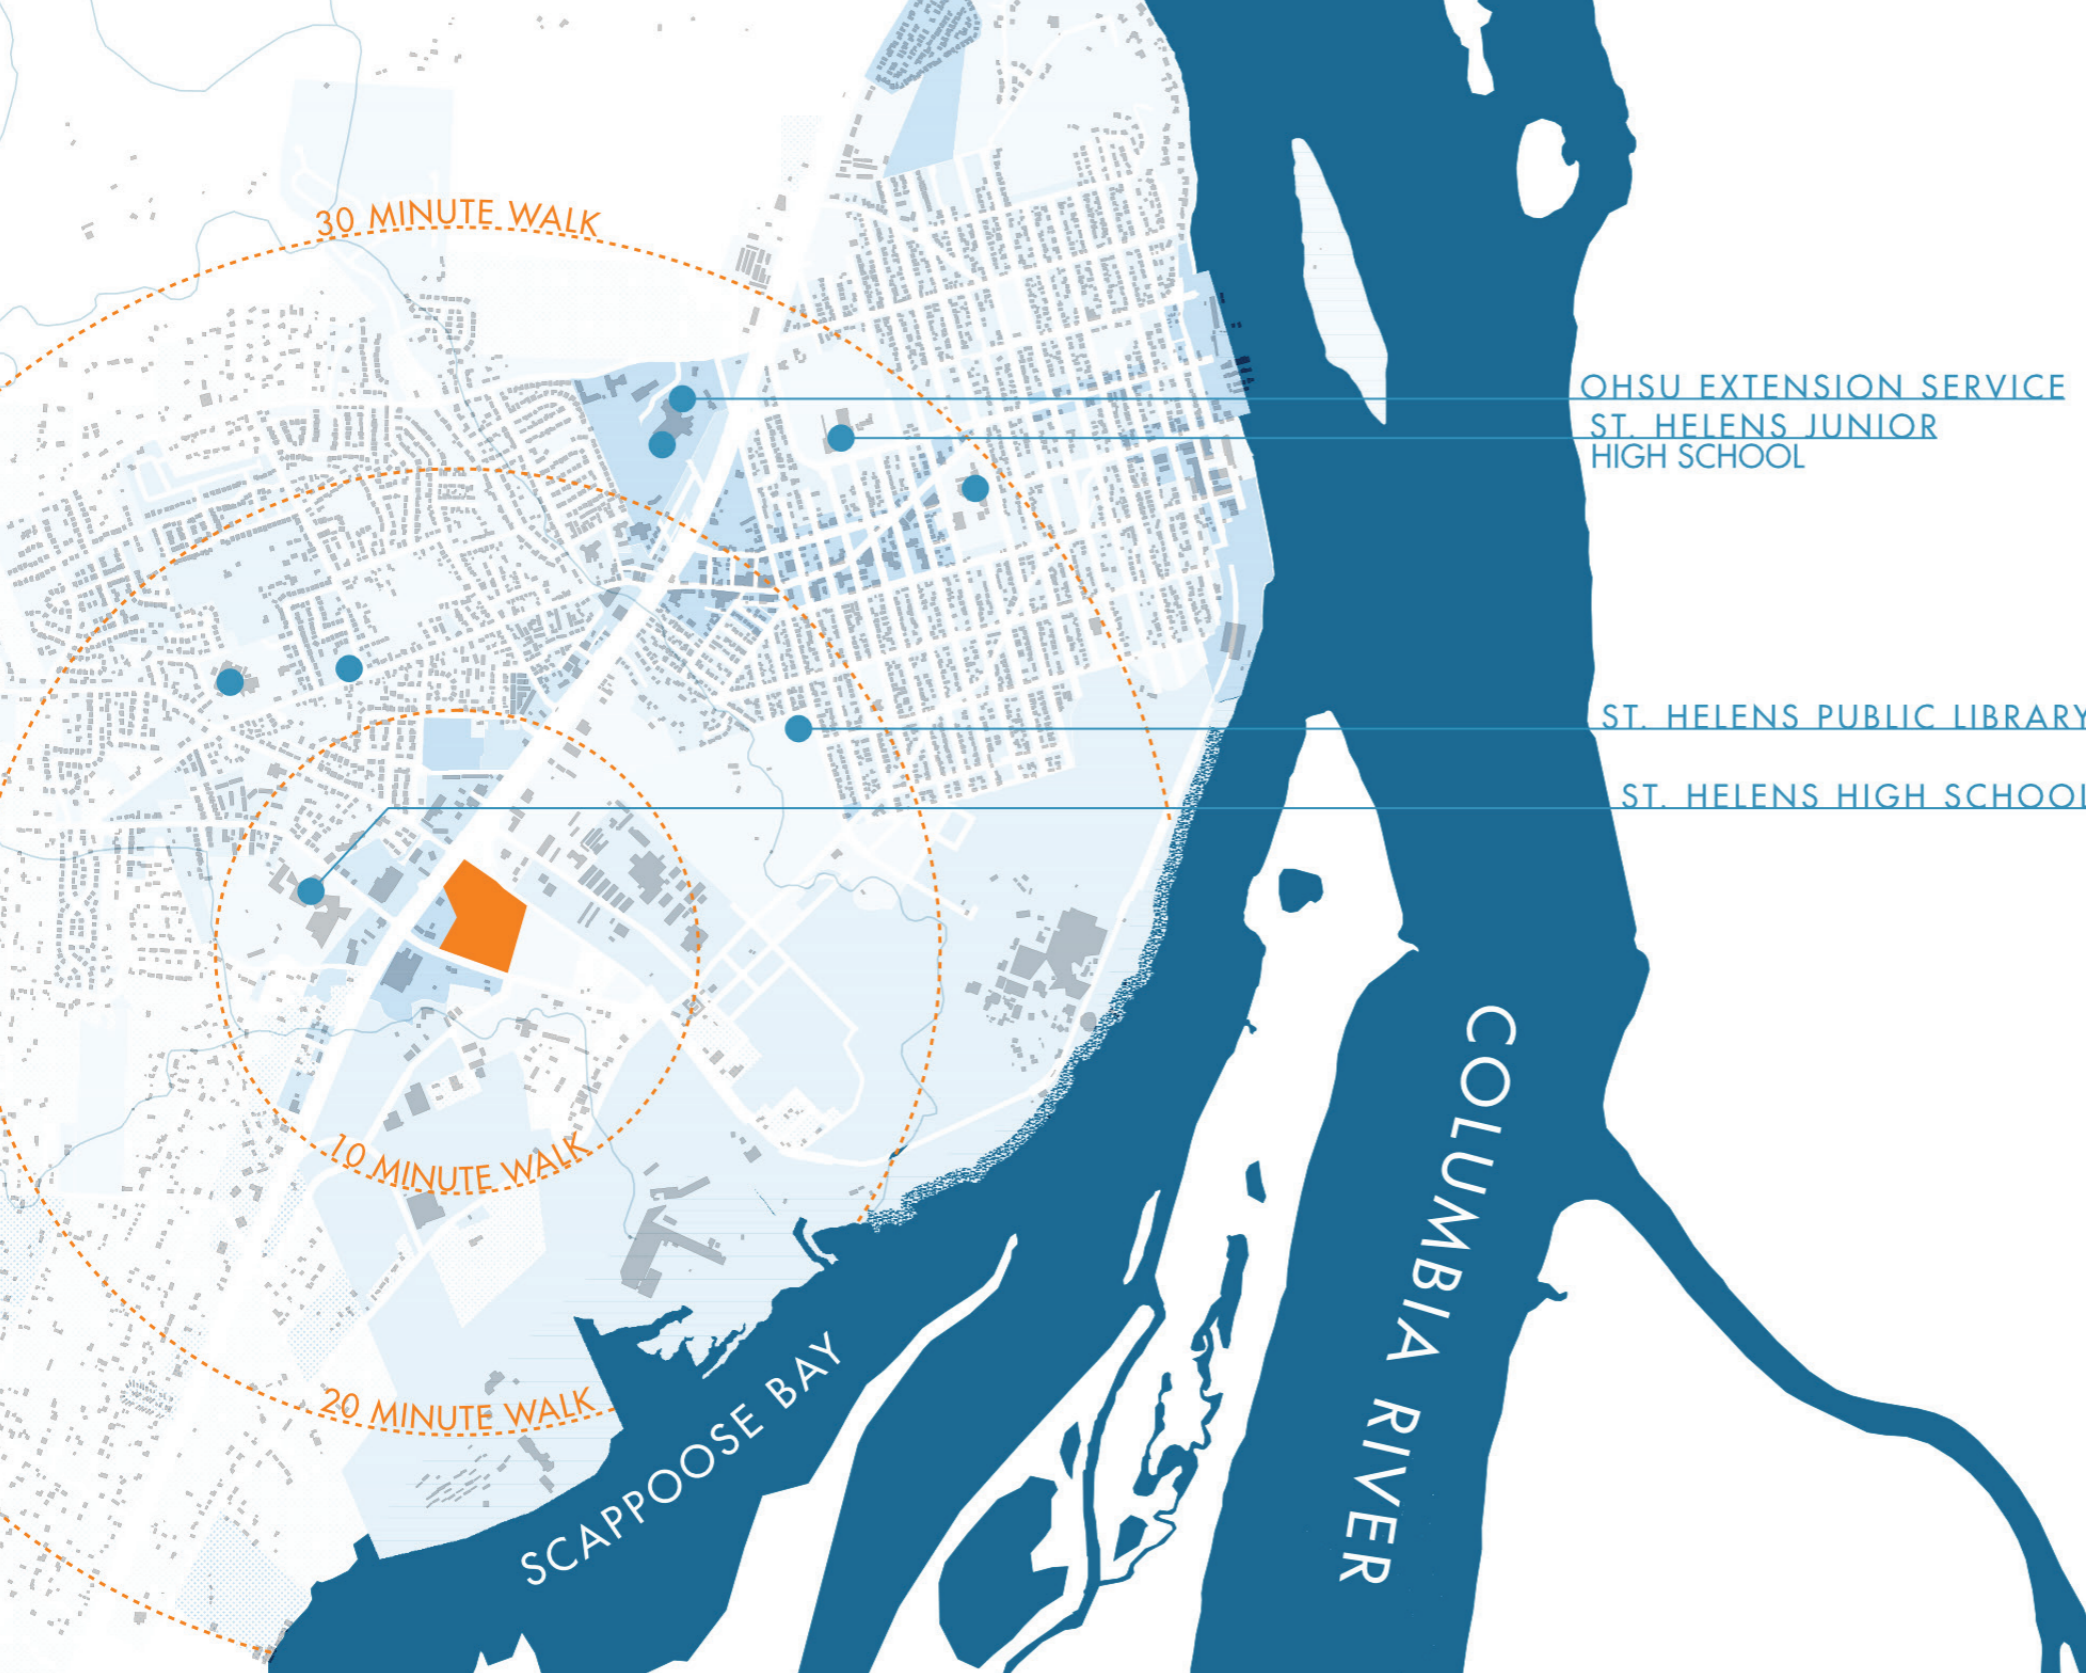 30 MINUTE WALK
OHSU EXTENSION SERVICE
ST. HELENS JUNIOR
HIGH SCHOOL
ST. HELENS PUBLIC LIBRARY
ST. HELENS HIGH SCHOOL
10 MINUTE WALK
20 MINUTE WALK
SCAPPOOSE BAY
COLUMBIA RIVER